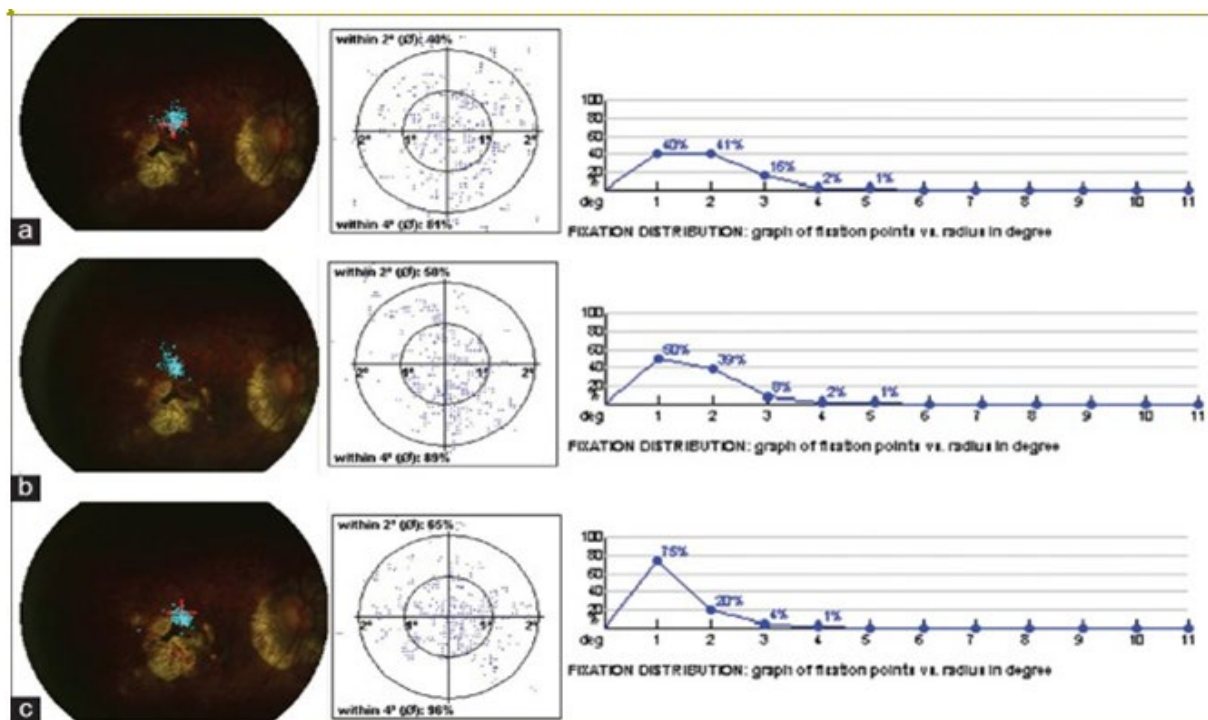 within 2° (Ø): 40%
2° 1° 1° 2°
within 4° (Ø): 81%
100
80
60
40
20
%
40% 41% 16% 2% 1%
deg 1 2 3 4 5 6 7 8 9 10 11
FIXATION DISTRIBUTION: graph of fixation points vs. radius in degree
a
within 2° (Ø): 50%
2° 1° 1° 2°
within 4° (Ø): 89%
100
80
60
40
20
%
50% 39% 8% 2% 1%
deg 1 2 3 4 5 6 7 8 9 10 11
FIXATION DISTRIBUTION: graph of fixation points vs. radius in degree
b
within 2° (Ø): 65%
2° 1° 1° 2°
within 4° (Ø): 96%
100
80
60
40
20
%
75% 20% 4% 1%
deg 1 2 3 4 5 6 7 8 9 10 11
FIXATION DISTRIBUTION: graph of fixation points vs. radius in degree
c